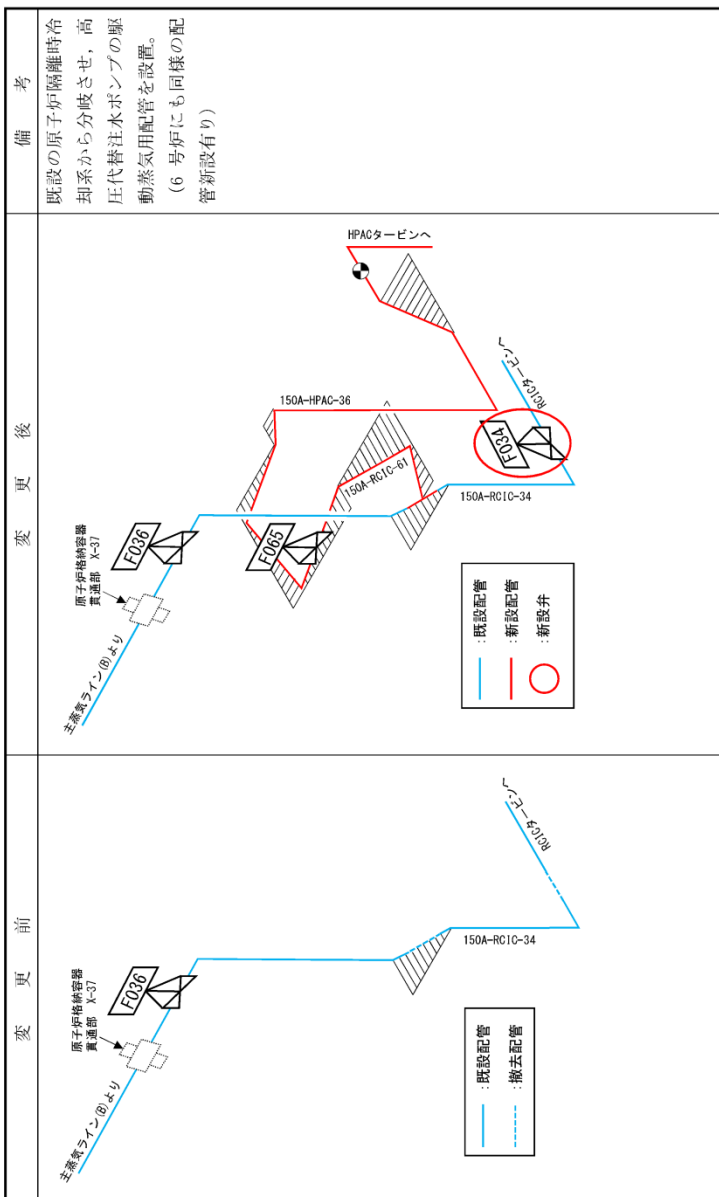 変更前
主蒸気ライン(B)より
原子炉格納容器
貫通部 X-37
F036
150A-RCIC-34
RCICタービンへ
:既設配管
:撤去配管
変更後
主蒸気ライン(B)より
原子炉格納容器
貫通部 X-37
F036
F065
150A-HPAC-36
150A-RCIC-61
150A-RCIC-34
F034
RCICタービンへ
HPACタービンへ
:既設配管
:新設配管
:新設弁
備考
既設の原子炉隔離時冷
却系から分岐させ，高
圧代替注水ポンプの駆
動蒸気用配管を設置。
(6 号炉にも同様の配
管新設有り)